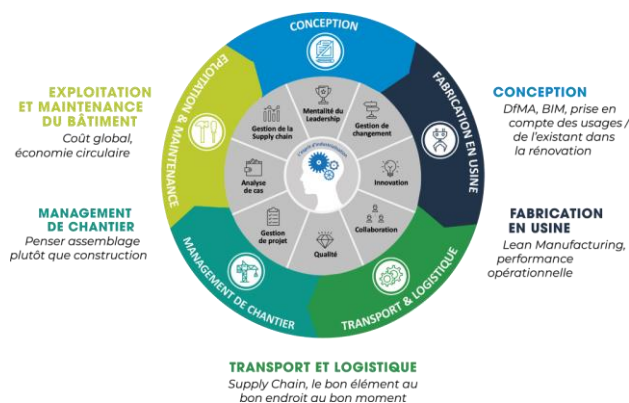 CONCEPTION
FABRICATION EN USINE
TRANSPORT & LOGISTIQUE
MANAGEMENT DE CHANTIER
EPLOITATION & MAINTENANCE
Mentalité du
Leadership
Gestion de
changement
Innovation
Collaboration
Qualité
Gestion
de projet
Analyse
de cas
Gestion de la
Supply chain
EXPLOITATION
ET MAINTENANCE
DU BÂTIMENT
Coût global,
économie circulaire
MANAGEMENT
DE CHANTIER
Penser assemblage
plutôt que construction
CONCEPTION
DfMA, BIM, prise en
compte des usages /
de l'existant dans
la rénovation
FABRICATION
EN USINE
Lean Manufacturing,
performance
opérationnelle
TRANSPORT ET LOGISTIQUE
Supply Chain, le bon élément au
bon endroit au bon moment